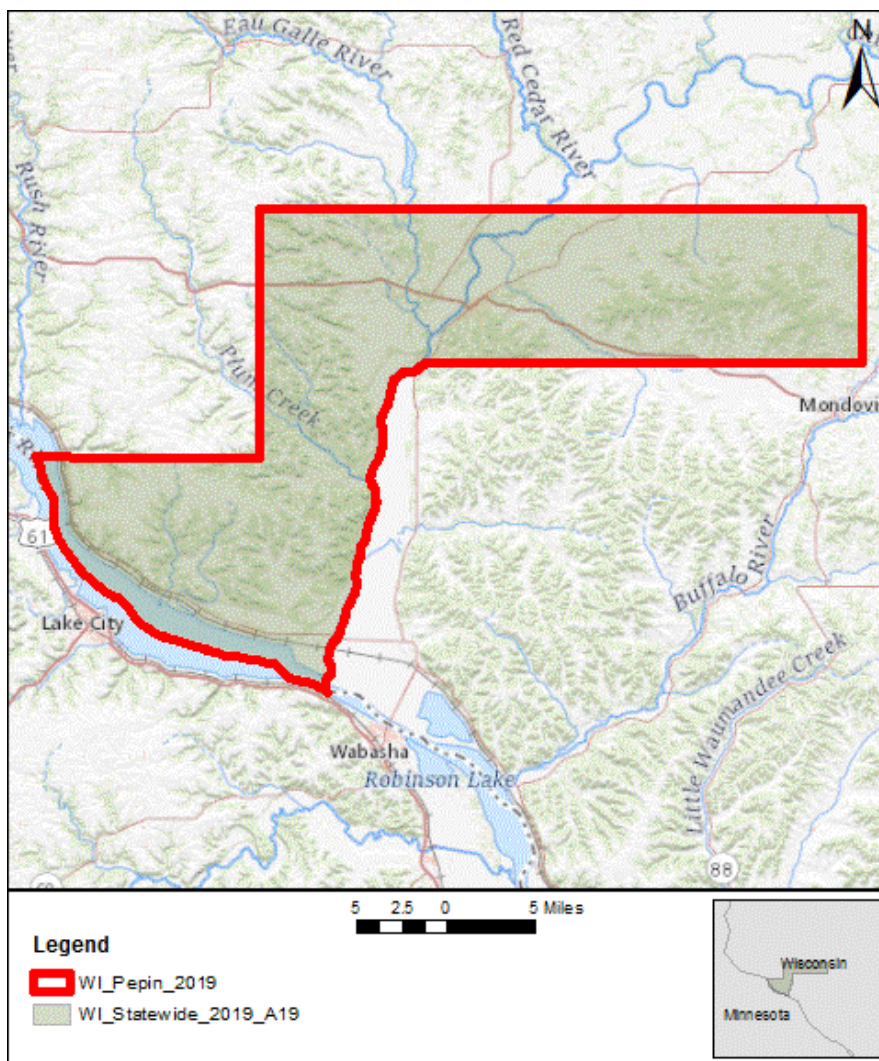 Eau Galle River
Red Cedar River
N
Rush River
Plum Creek
Mondovi
61
Lake City
Buffalo River
Wabasha
Robinson Lake
Little Waumandee Creek
88
5 2.5 0 5 Miles
Legend
WI_Pepin_2019
WI_Statewide_2019_A19
Wisconsin
Minnesota